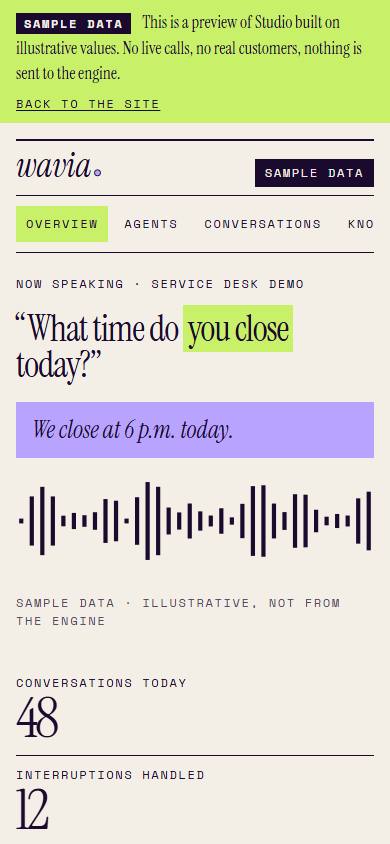 SAMPLE DATA This is a preview of Studio built on
illustrative values. No live calls, no real customers, nothing is
sent to the engine.
BACK TO THE SITE
wavia
SAMPLE DATA
OVERVIEW AGENTS CONVERSATIONS KNO
NOW SPEAKING · SERVICE DESK DEMO
“What time do you close
today?”
We close at 6 p.m. today.
SAMPLE DATA · ILLUSTRATIVE, NOT FROM
THE ENGINE
CONVERSATIONS TODAY
48
INTERRUPTIONS HANDLED
12